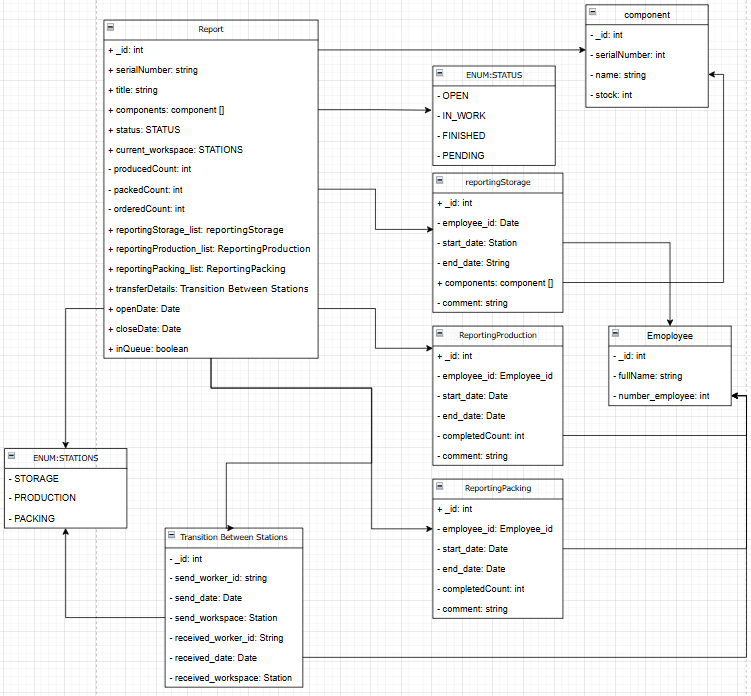 Report
+ _id: int
+ serialNumber: string
+ title: string
+ components: component []
+ status: STATUS
+ current_workspace: STATIONS
- producedCount: int
- packedCount: int
- orderedCount: int
+ reportingStorage_list: reportingStorage
+ reportingProduction_list: ReportingProduction
+ reportingPacking_list: ReportingPacking
+ transferDetails: Transition Between Stations
+ openDate: Date
+ closeDate: Date
+ inQueue: boolean
component
- _id: int
- serialNumber: int
- name: string
- stock: int
ENUM:STATUS
- OPEN
- IN_WORK
- FINISHED
- PENDING
reportingStorage
+ _id: int
- employee_id: Date
- start_date: Station
- end_date: String
+ components: component []
- comment: string
ReportingProduction
+ _id: int
- employee_id: Employee_id
- start_date: Date
- end_date: Date
- completedCount: int
- comment: string
Emoployee
- _id: int
- fullName: string
- number_employee: int
ENUM:STATIONS
- STORAGE
- PRODUCTION
- PACKING
ReportingPacking
+ _id: int
- employee_id: Employee_id
- start_date: Date
- end_date: Date
- completedCount: int
- comment: string
Transition Between Stations
- _id: int
- send_worker_id: string
- send_date: Date
- send_workspace: Station
- received_worker_id: String
- received_date: Date
- received_workspace: Station